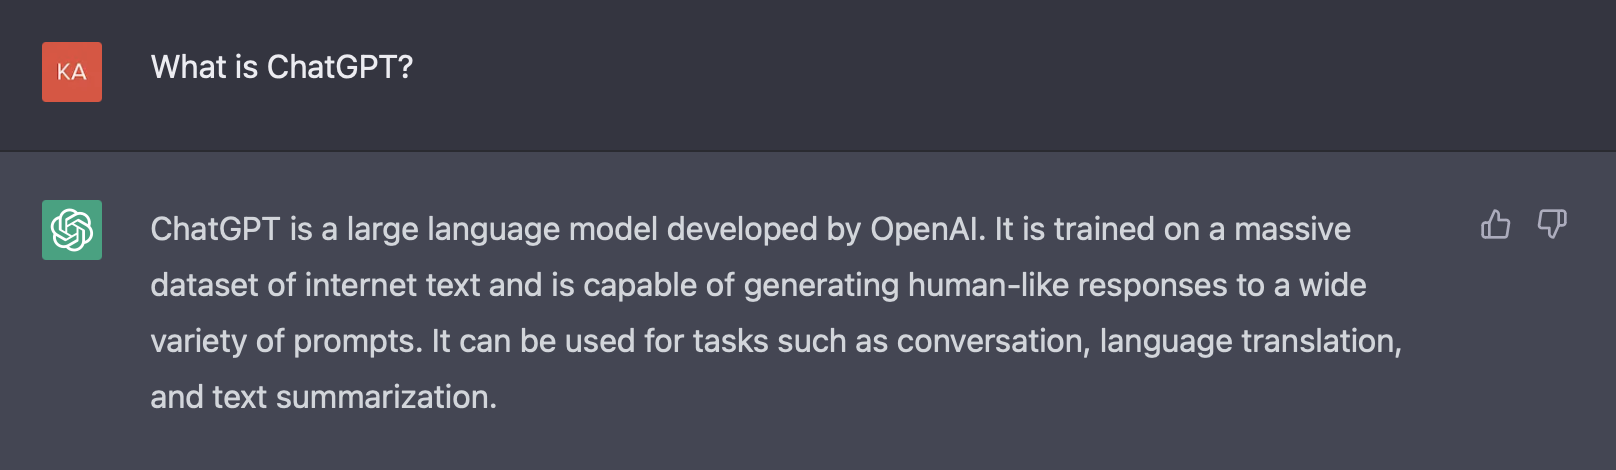 KA
What is ChatGPT?
ChatGPT is a large language model developed by OpenAI. It is trained on a massive
dataset of internet text and is capable of generating human-like responses to a wide
variety of prompts. It can be used for tasks such as conversation, language translation,
and text summarization.